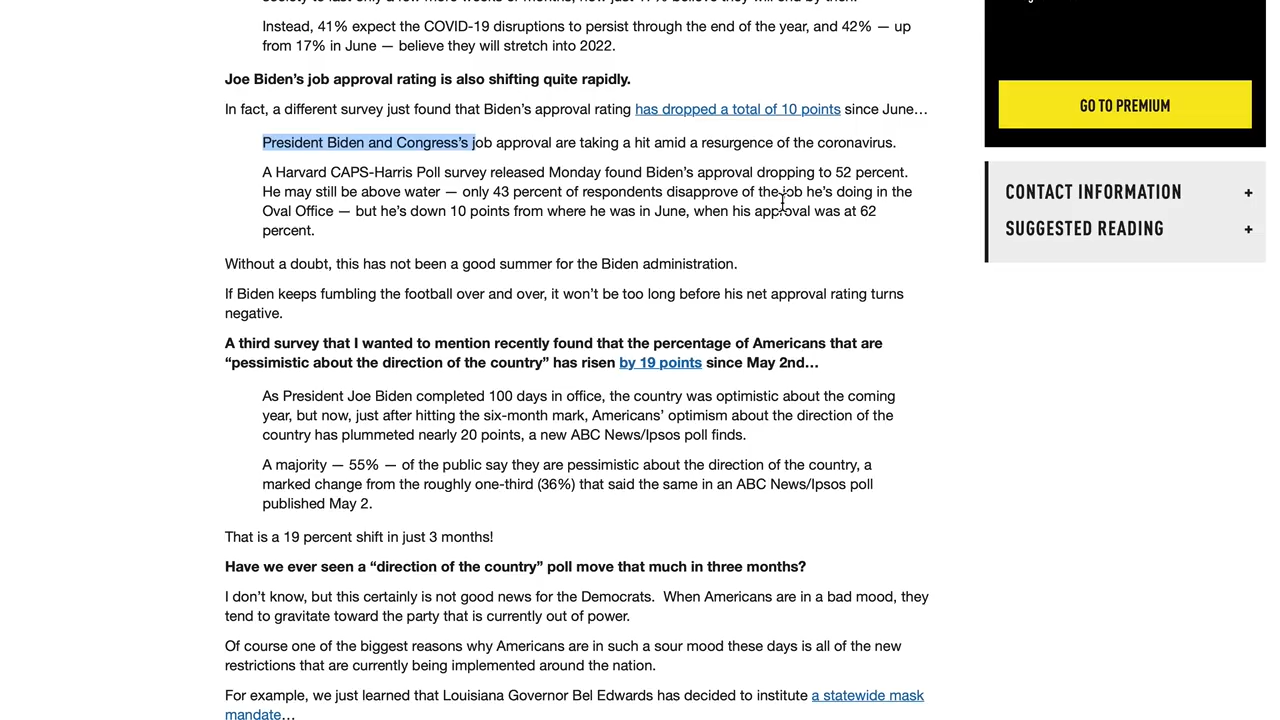 Instead, 41% expect the COVID-19 disruptions to persist through the end of the year, and 42% — up
from 17% in June — believe they will stretch into 2022.
Joe Biden’s job approval rating is also shifting quite rapidly.
In fact, a different survey just found that Biden’s approval rating has dropped a total of 10 points since June…
President Biden and Congress’s job approval are taking a hit amid a resurgence of the coronavirus.
A Harvard CAPS-Harris Poll survey released Monday found Biden’s approval dropping to 52 percent.
He may still be above water — only 43 percent of respondents disapprove of the job he’s doing in the
Oval Office — but he’s down 10 points from where he was in June, when his approval was at 62
percent.
Without a doubt, this has not been a good summer for the Biden administration.
If Biden keeps fumbling the football over and over, it won’t be too long before his net approval rating turns
negative.
A third survey that I wanted to mention recently found that the percentage of Americans that are
“pessimistic about the direction of the country” has risen by 19 points since May 2nd…
As President Joe Biden completed 100 days in office, the country was optimistic about the coming
year, but now, just after hitting the six-month mark, Americans’ optimism about the direction of the
country has plummeted nearly 20 points, a new ABC News/Ipsos poll finds.
A majority — 55% — of the public say they are pessimistic about the direction of the country, a
marked change from the roughly one-third (36%) that said the same in an ABC News/Ipsos poll
published May 2.
That is a 19 percent shift in just 3 months!
Have we ever seen a “direction of the country” poll move that much in three months?
I don’t know, but this certainly is not good news for the Democrats.  When Americans are in a bad mood, they
tend to gravitate toward the party that is currently out of power.
Of course one of the biggest reasons why Americans are in such a sour mood these days is all of the new
restrictions that are currently being implemented around the nation.
For example, we just learned that Louisiana Governor Bel Edwards has decided to institute a statewide mask
mandate…
GO TO PREMIUM
CONTACT INFORMATION +
SUGGESTED READING +